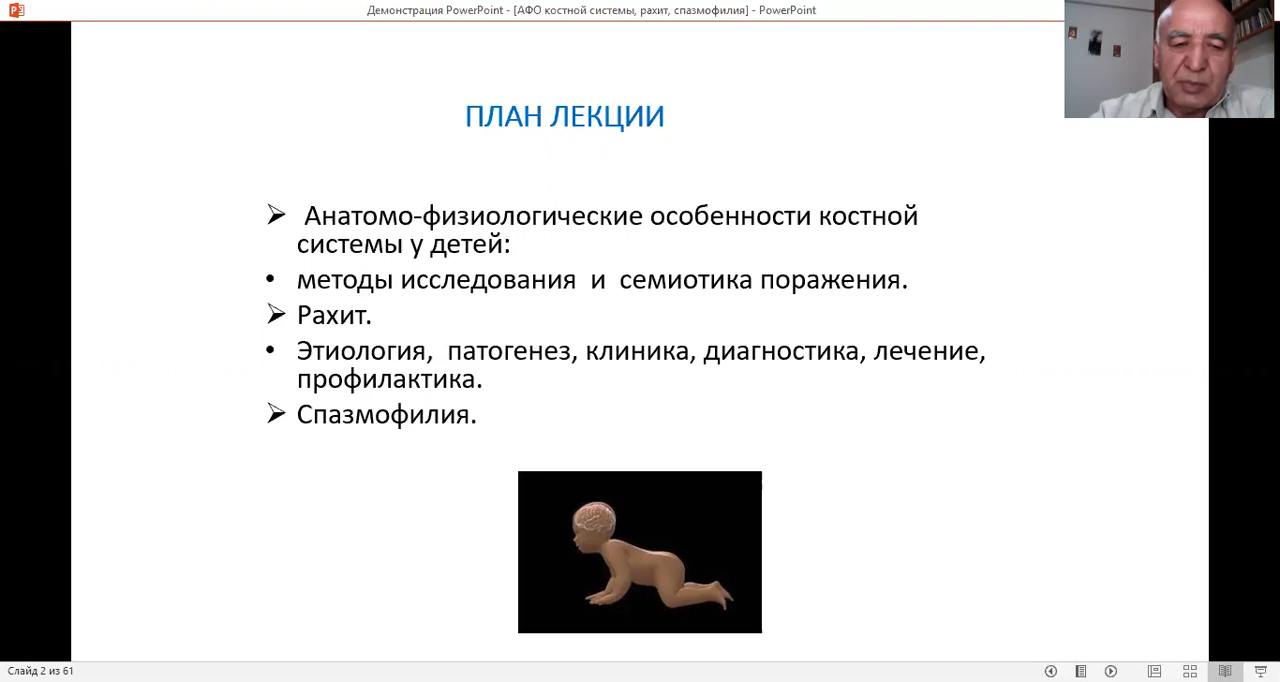 Демонстрация PowerPoint - [АФО костной системы, рахит, спазмофилия] - PowerPoint
ПЛАН ЛЕКЦИИ
➢ Анатомо-физиологические особенности костной
системы у детей:
• методы исследования и семиотика поражения.
➢ Рахит.
• Этиология, патогенез, клиника, диагностика, лечение,
профилактика.
➢ Спазмофилия.
Слайд 2 из 61